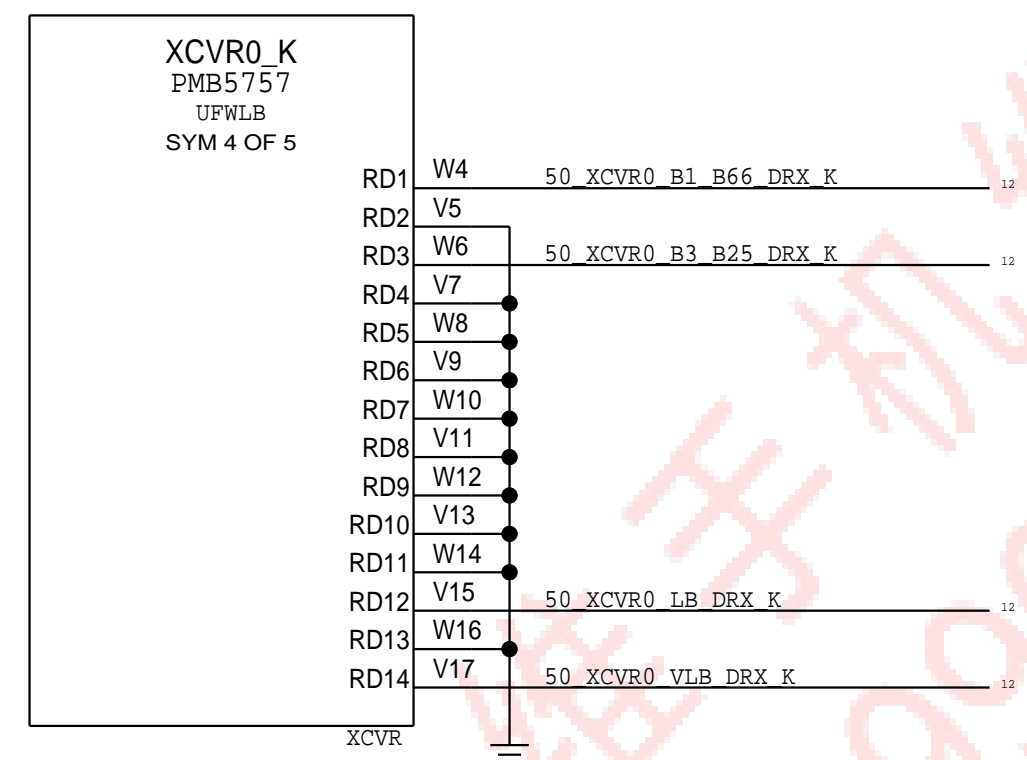 XCVR0_K
PMB5757
UFWLB
SYM 4 OF 5
RD1 W4 50_XCVR0_B1_B66_DRX_K 12
RD2 V5
RD3 W6 50_XCVR0_B3_B25_DRX_K 12
RD4 V7
RD5 W8
RD6 V9
RD7 W10
RD8 V11
RD9 W12
RD10 V13
RD11 W14
RD12 V15 50_XCVR0_LB_DRX_K 12
RD13 W16
RD14 V17 50_XCVR0_VLB_DRX_K 12
XCVR